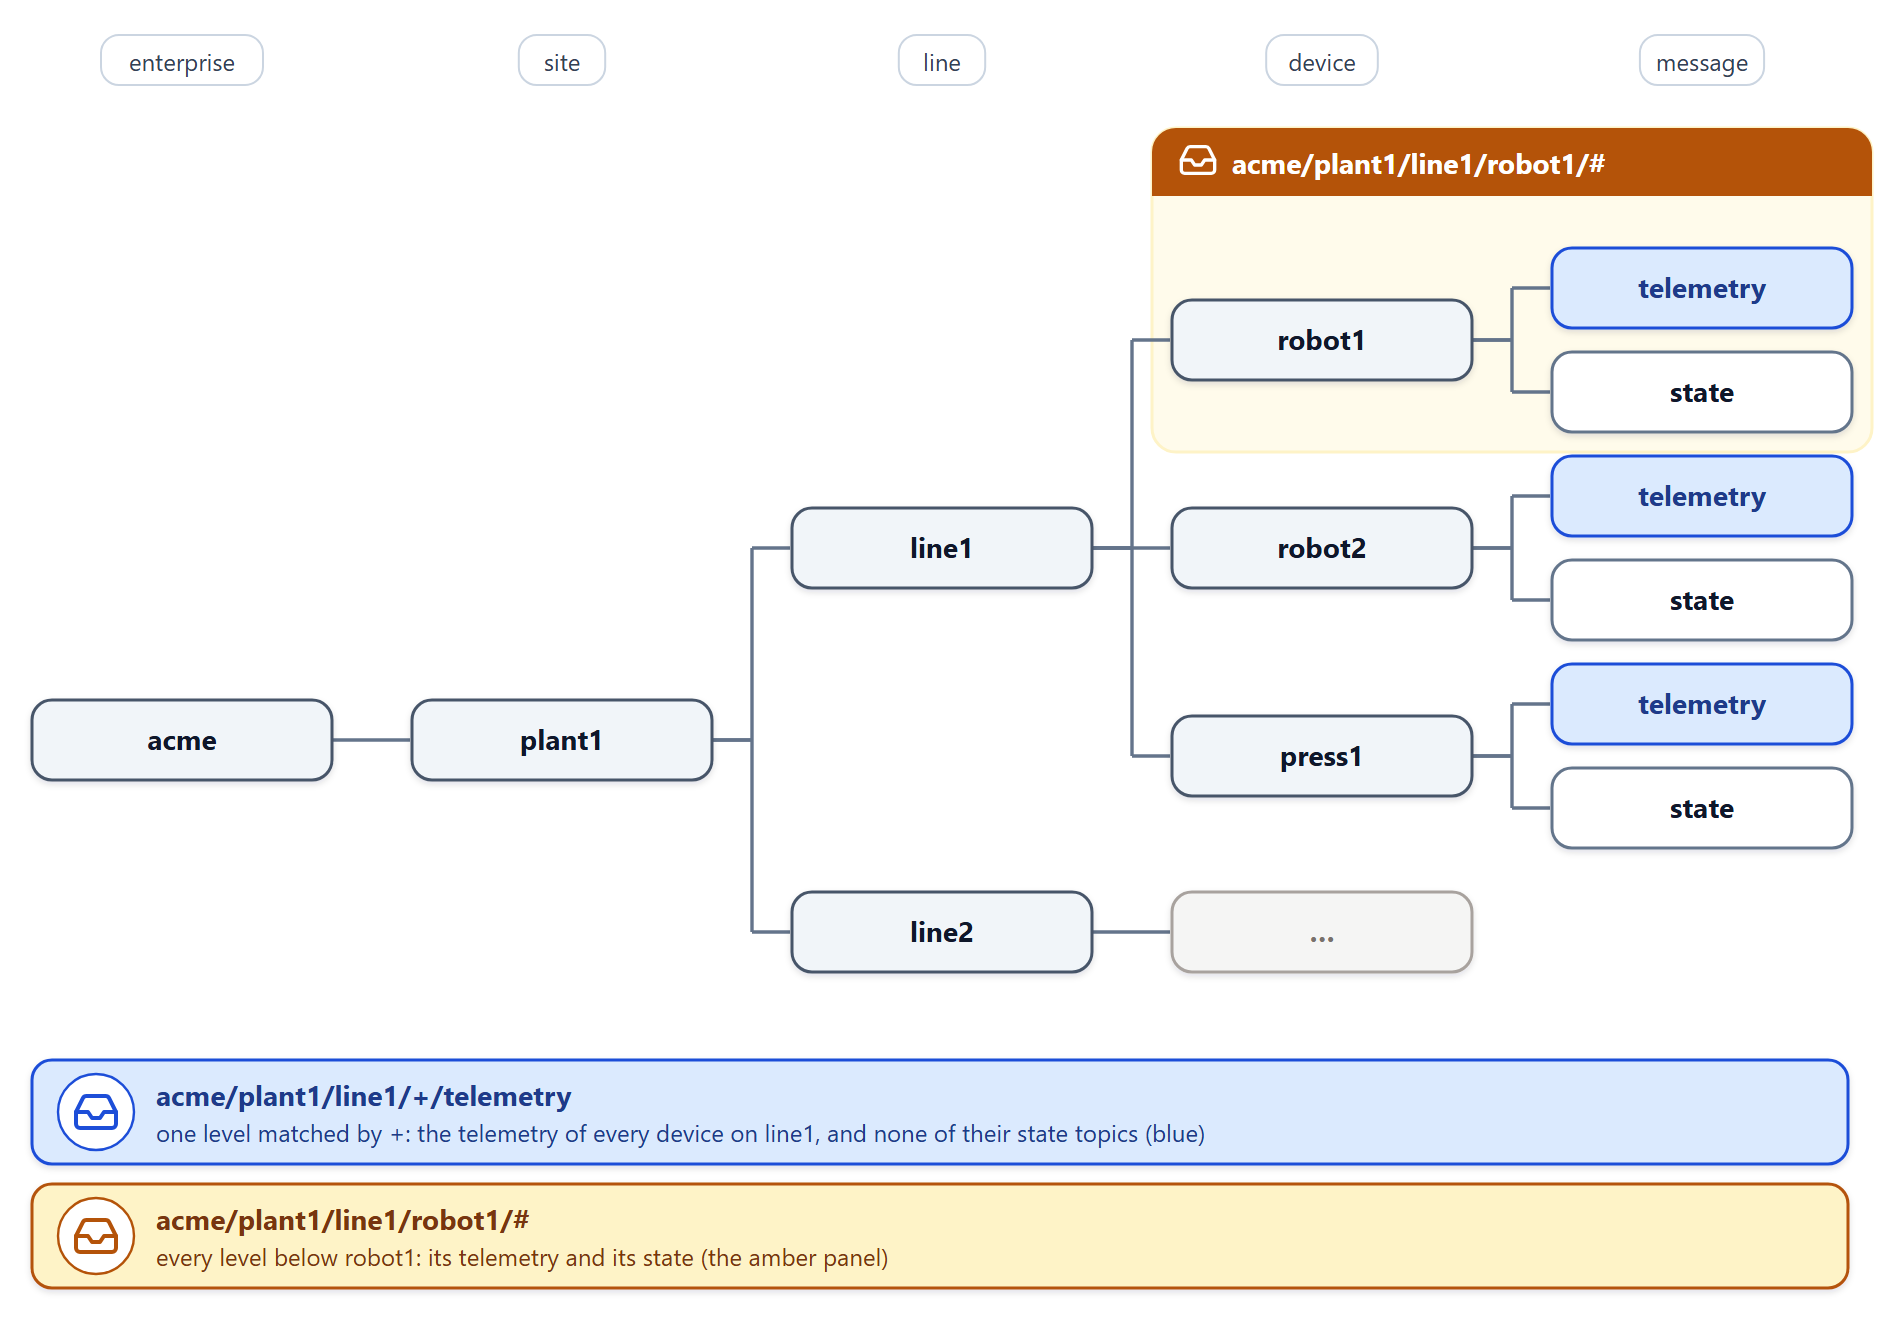 enterprise
site
line
device
message
acme/plant1/line1/robot1/#
telemetry
robot1
state
telemetry
line1
robot2
state
telemetry
acme
plant1
press1
state
line2
...
acme/plant1/line1/+/telemetry
one level matched by +: the telemetry of every device on line1, and none of their state topics (blue)
acme/plant1/line1/robot1/#
every level below robot1: its telemetry and its state (the amber panel)